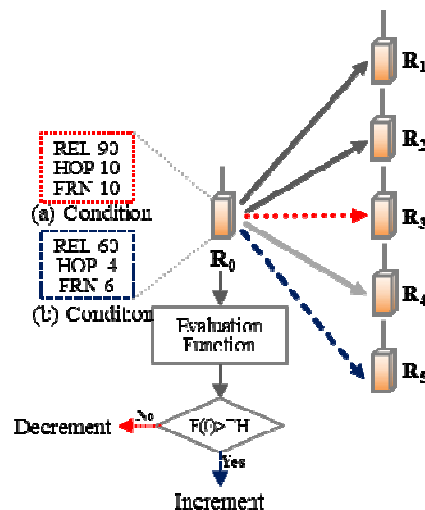 R1
REL 90
HOP 10
FRN 10
(a) Condition
R2
R3
REL 60
HOP 4
FRN 6
(b) Condition
R0
R4
Evaluation
Function
R5
No
Decrement
Yes
Increment